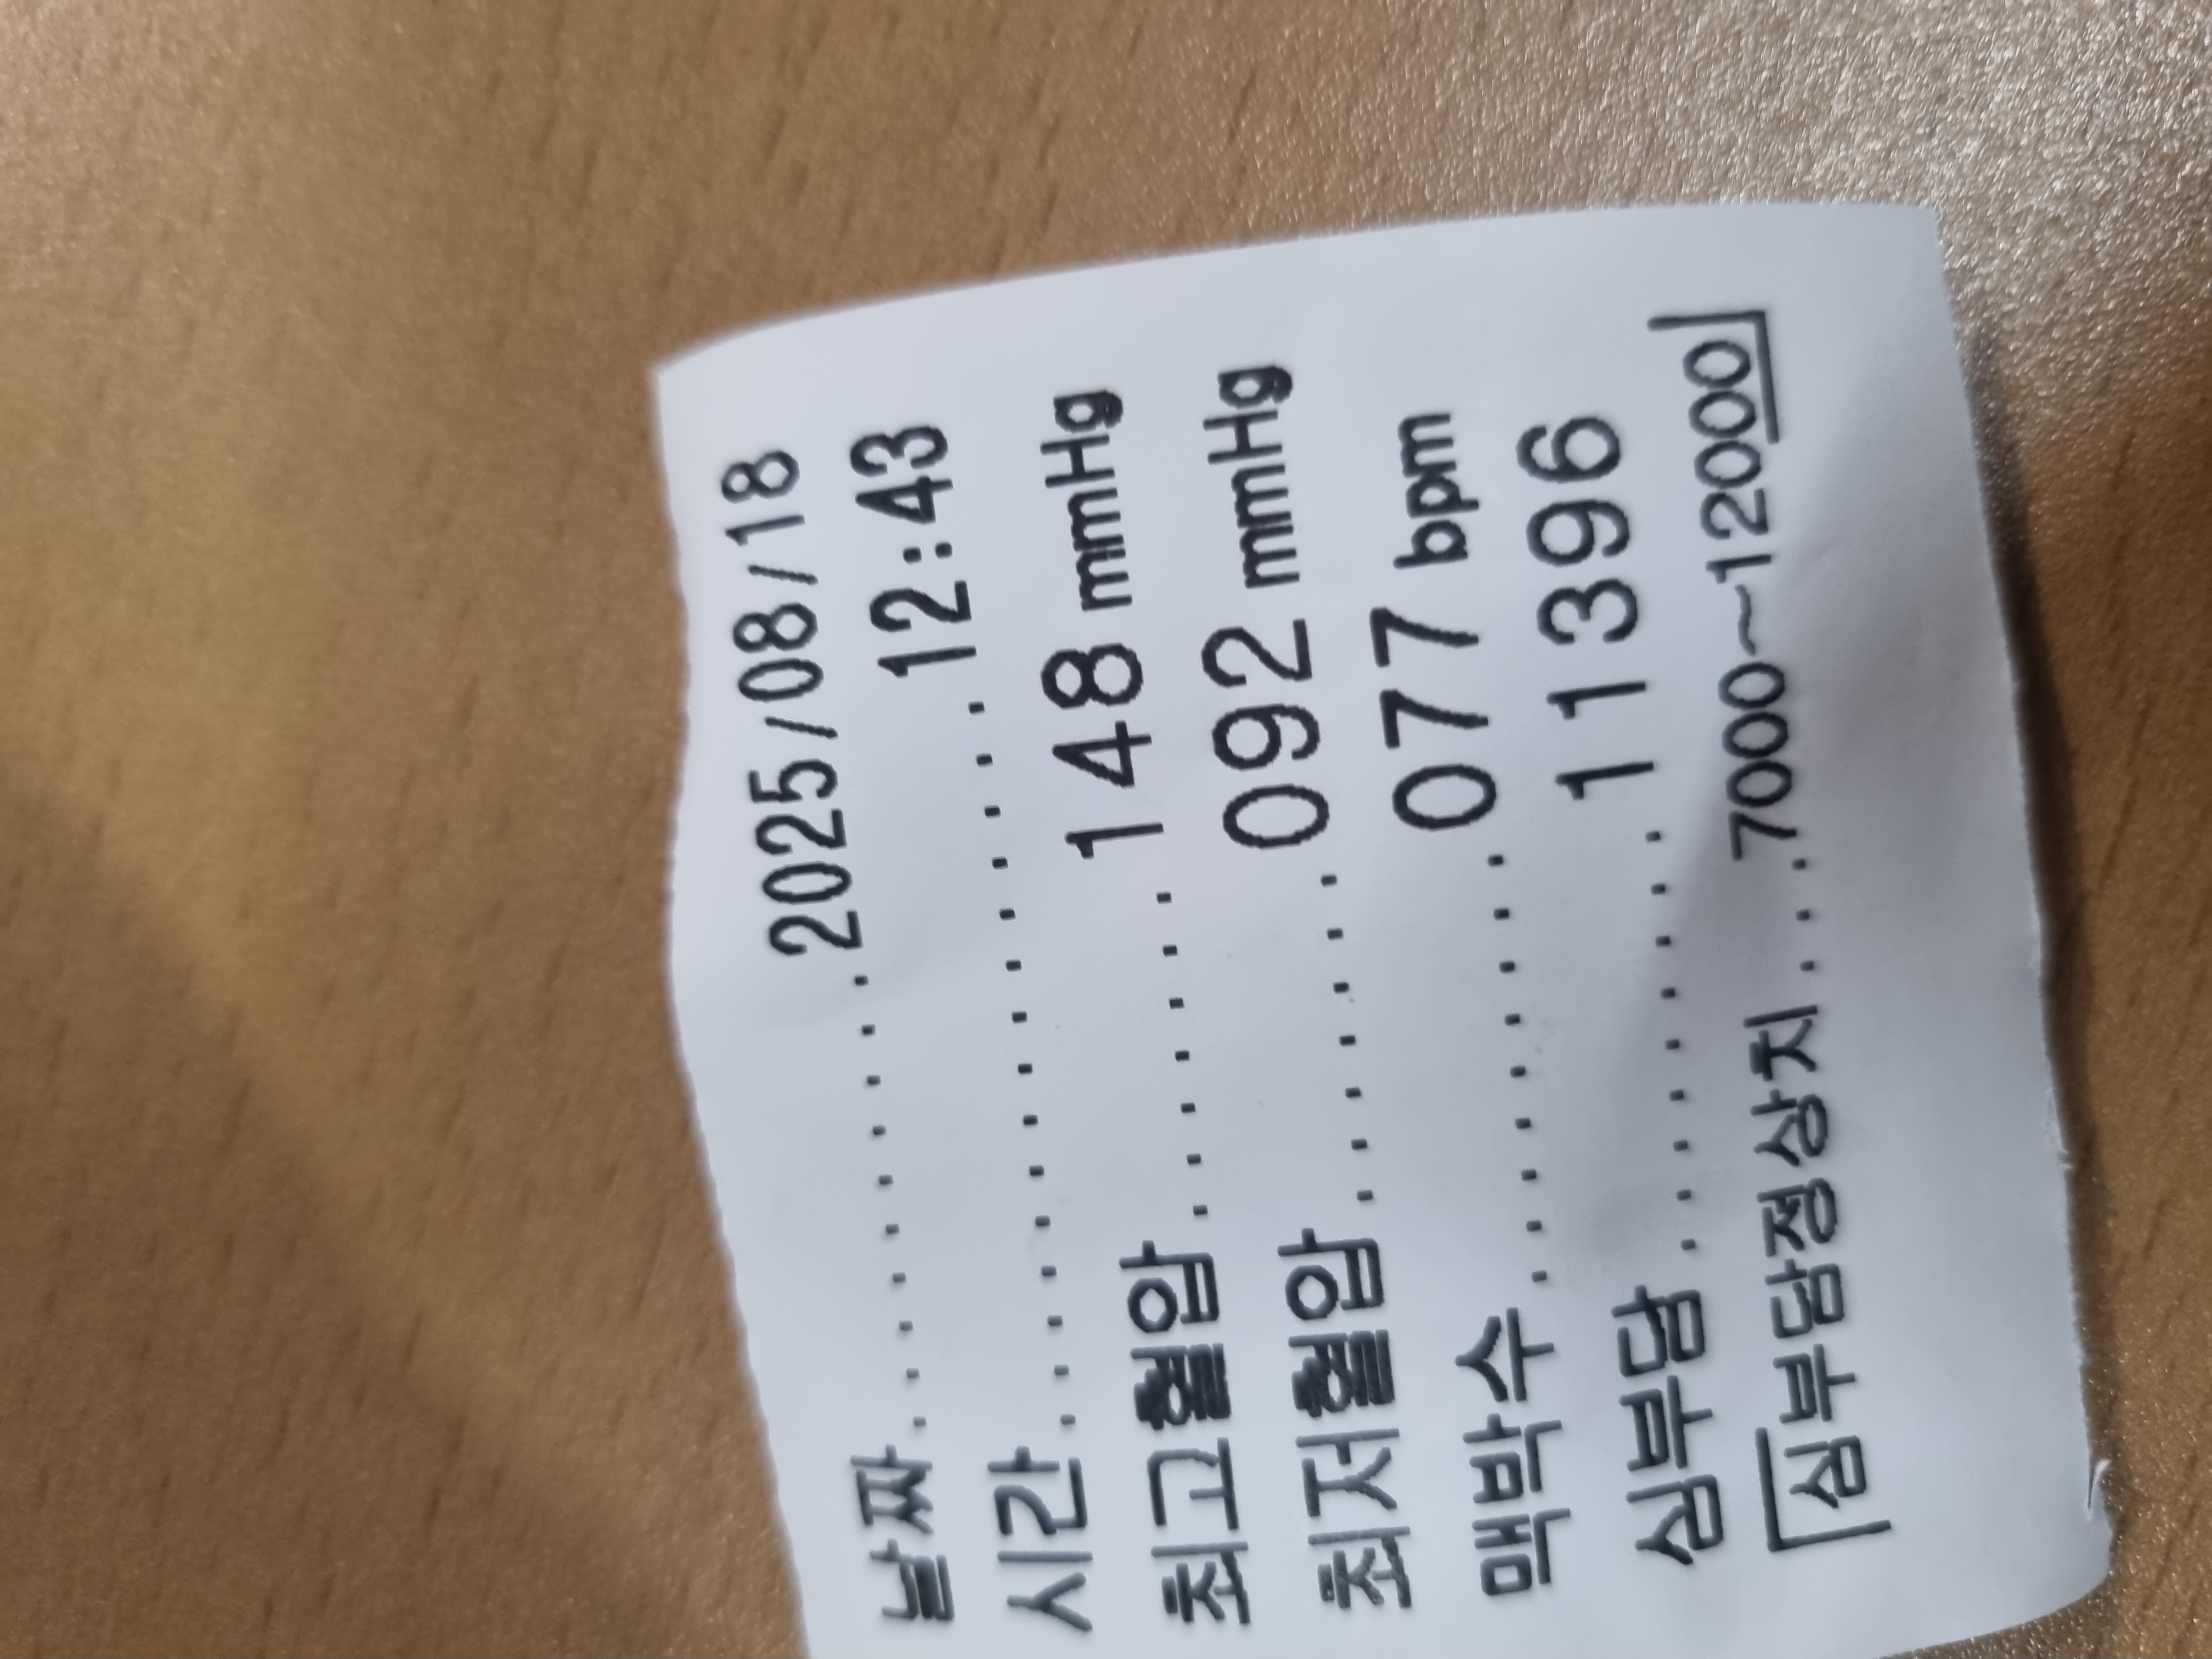 날짜..........2025/08/18
시간...............12:43
최고혈압.......148 mmHg
최저혈압.......092 mmHg
맥박수.........077 bpm
심부담.........11396
[심부담정상치...7000~12000]